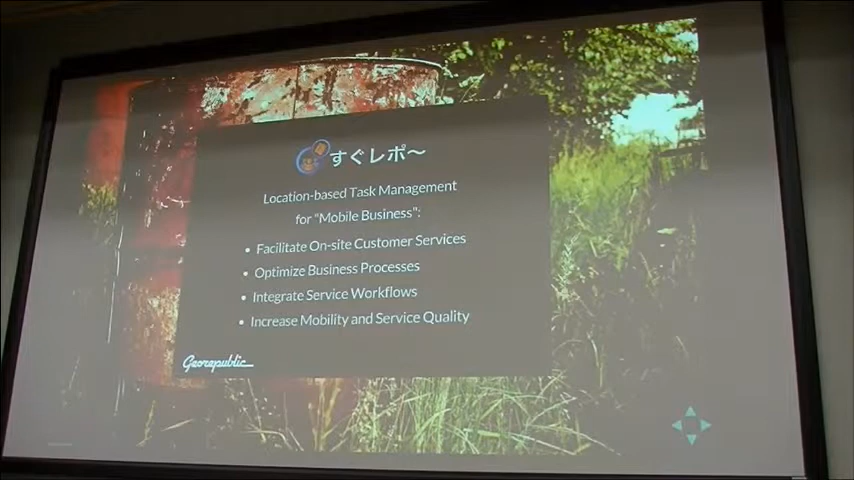 すぐレポ〜
Location-based Task Management
for "Mobile Business":
• Facilitate On-site Customer Services
• Optimize Business Processes
• Integrate Service Workflows
• Increase Mobility and Service Quality
Georepublic